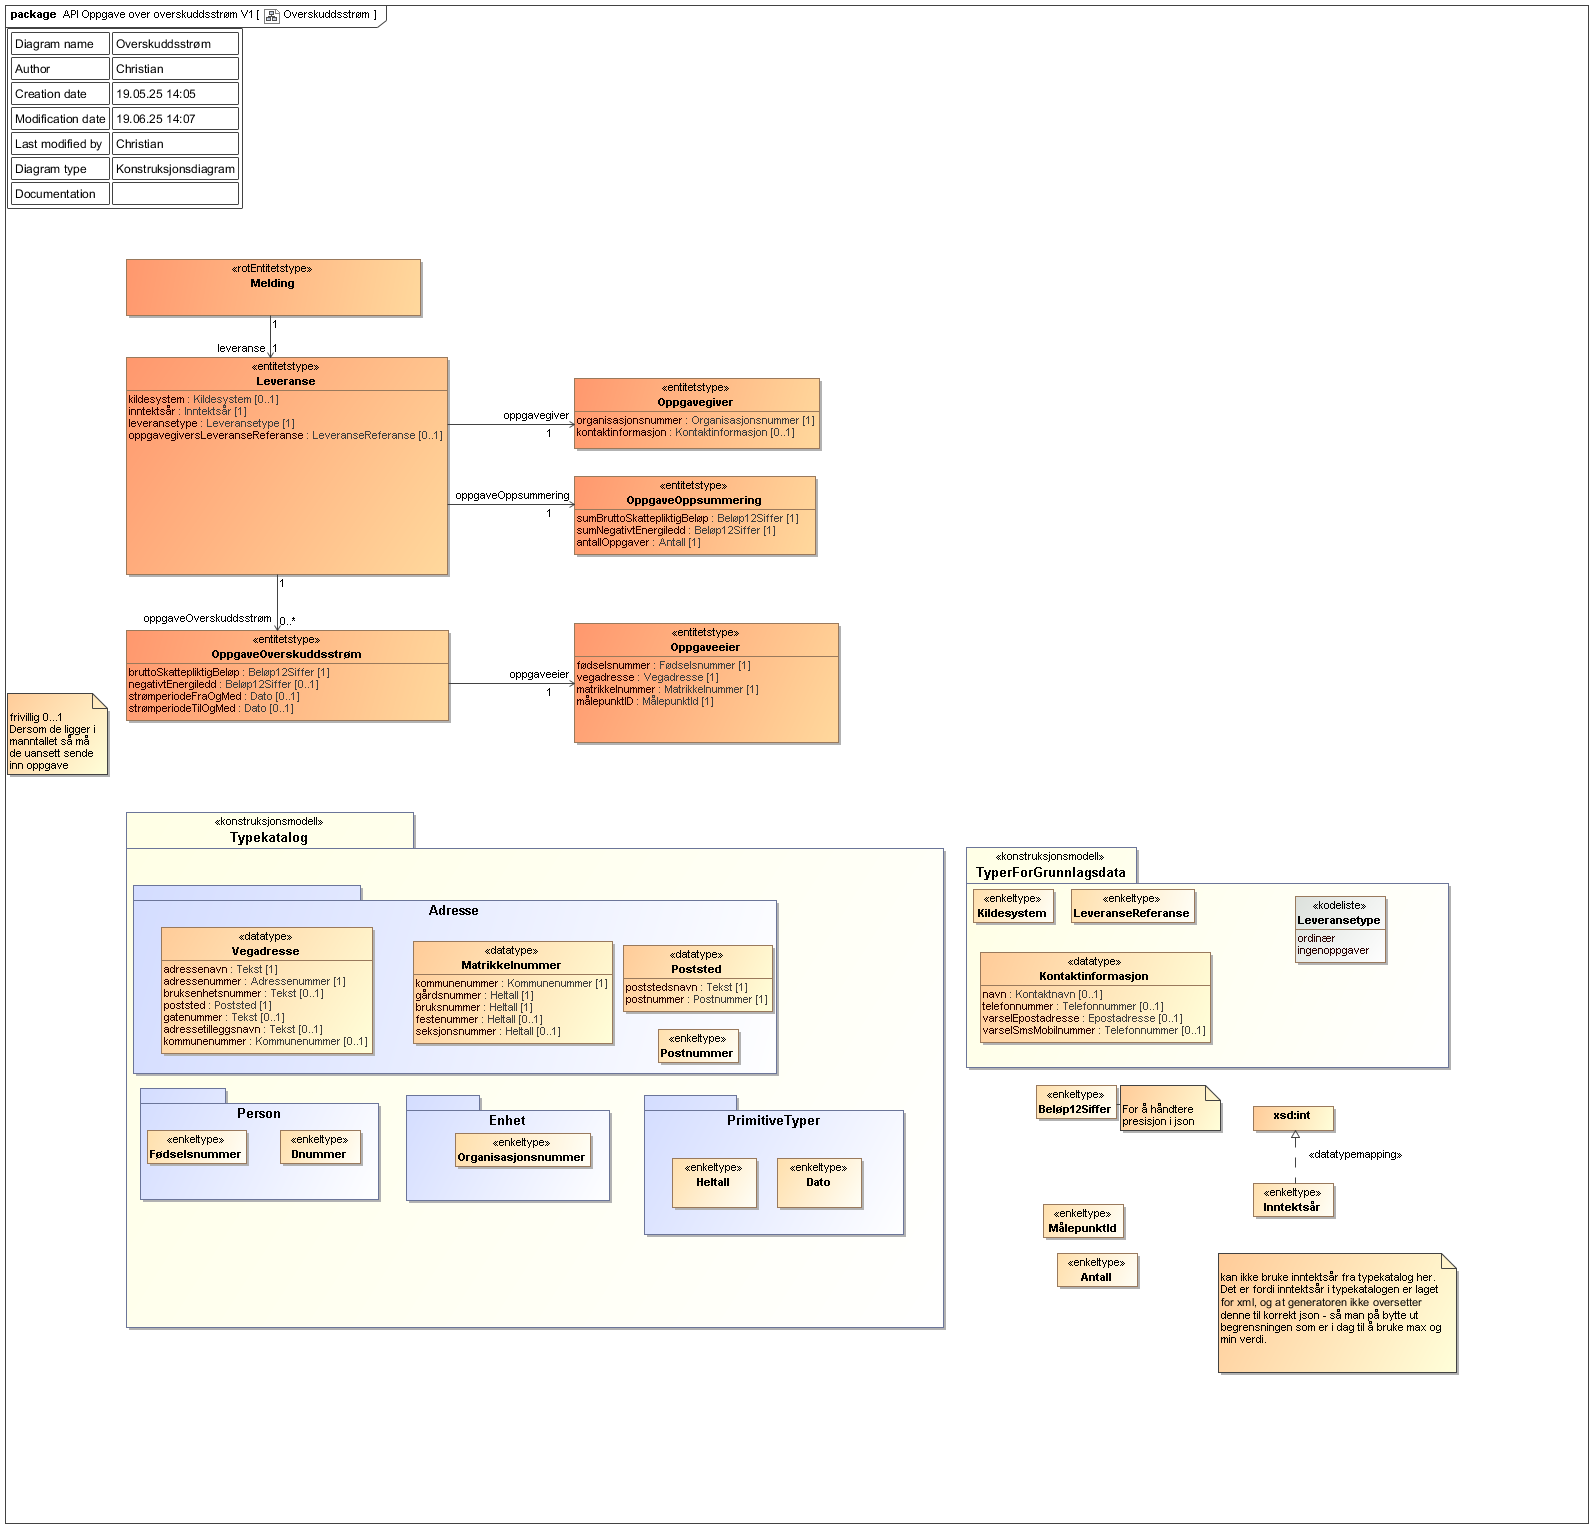 package API Oppgave over overskuddsstrøm V1 [ Overskuddsstrøm ]
Diagram name Overskuddsstrøm
Author Christian
Creation date 19.05.25 14:05
Modification date 19.06.25 14:07
Last modified by Christian
Diagram type Konstruksjonsdiagram
Documentation
«rotEntitetstype»
Melding
1
leveranse 1
«entitetstype»
Leveranse
kildesystem : Kildesystem [0..1]
inntektsår : Inntektsår [1]
leveransetype : Leveransetype [1]
oppgavegiversLeveranseReferanse : LeveranseReferanse [0..1]
oppgavegiver
1
«entitetstype»
Oppgavegiver
organisasjonsnummer : Organisasjonsnummer [1]
kontaktinformasjon : Kontaktinformasjon [0..1]
oppgaveOppsummering
1
«entitetstype»
OppgaveOppsummering
sumBruttoSkattepliktigBeløp : Beløp12Siffer [1]
sumNegativtEnergiledd : Beløp12Siffer [1]
antallOppgaver : Antall [1]
1
oppgaveOverskuddsstrøm 0..*
«entitetstype»
OppgaveOverskuddsstrøm
bruttoSkattepliktigBeløp : Beløp12Siffer [1]
negativtEnergiledd : Beløp12Siffer [0..1]
strømperiodeFraOgMed : Dato [0..1]
strømperiodeTilOgMed : Dato [0..1]
oppgaveeier
1
«entitetstype»
Oppgaveeier
fødselsnummer : Fødselsnummer [1]
vegadresse : Vegadresse [1]
matrikkelnummer : Matrikkelnummer [1]
målepunktID : MålepunktId [1]
frivillig 0...1
Dersom de ligger i
manntallet så må
de uansett sende
inn oppgave
«konstruksjonsmodell»
Typekatalog
Adresse
«datatype»
Vegadresse
adressenavn : Tekst [1]
adressenummer : Adressenummer [1]
bruksenhetsnummer : Tekst [0..1]
poststed : Poststed [1]
gatenummer : Tekst [0..1]
adressetilleggsnavn : Tekst [0..1]
kommunenummer : Kommunenummer [0..1]
«datatype»
Matrikkelnummer
kommunenummer : Kommunenummer [1]
gårdsnummer : Heltall [1]
bruksnummer : Heltall [1]
festenummer : Heltall [0..1]
seksjonsnummer : Heltall [0..1]
«datatype»
Poststed
poststedsnavn : Tekst [1]
postnummer : Postnummer [1]
«enkeltype»
Postnummer
Person
«enkeltype»
Fødselsnummer
«enkeltype»
Dnummer
Enhet
«enkeltype»
Organisasjonsnummer
PrimitiveTyper
«enkeltype»
Heltall
«enkeltype»
Dato
«konstruksjonsmodell»
TyperForGrunnlagsdata
«enkeltype»
Kildesystem
«enkeltype»
LeveranseReferanse
«kodeliste»
Leveransetype
ordinær
ingenoppgaver
«datatype»
Kontaktinformasjon
navn : Kontaktnavn [0..1]
telefonnummer : Telefonnummer [0..1]
varselEpostadresse : Epostadresse [0..1]
varselSmsMobilnummer : Telefonnummer [0..1]
«enkeltype»
Beløp12Siffer
For å håndtere
presisjon i json
xsd:int
«datatypemapping»
«enkeltype»
Inntektsår
«enkeltype»
MålepunktId
«enkeltype»
Antall
kan ikke bruke inntektsår fra typekatalog her.
Det er fordi inntektsår i typekatalogen er laget
for xml, og at generatoren ikke oversetter
denne til korrekt json - så man på bytte ut
begrensningen som er i dag til å bruke max og
min verdi.